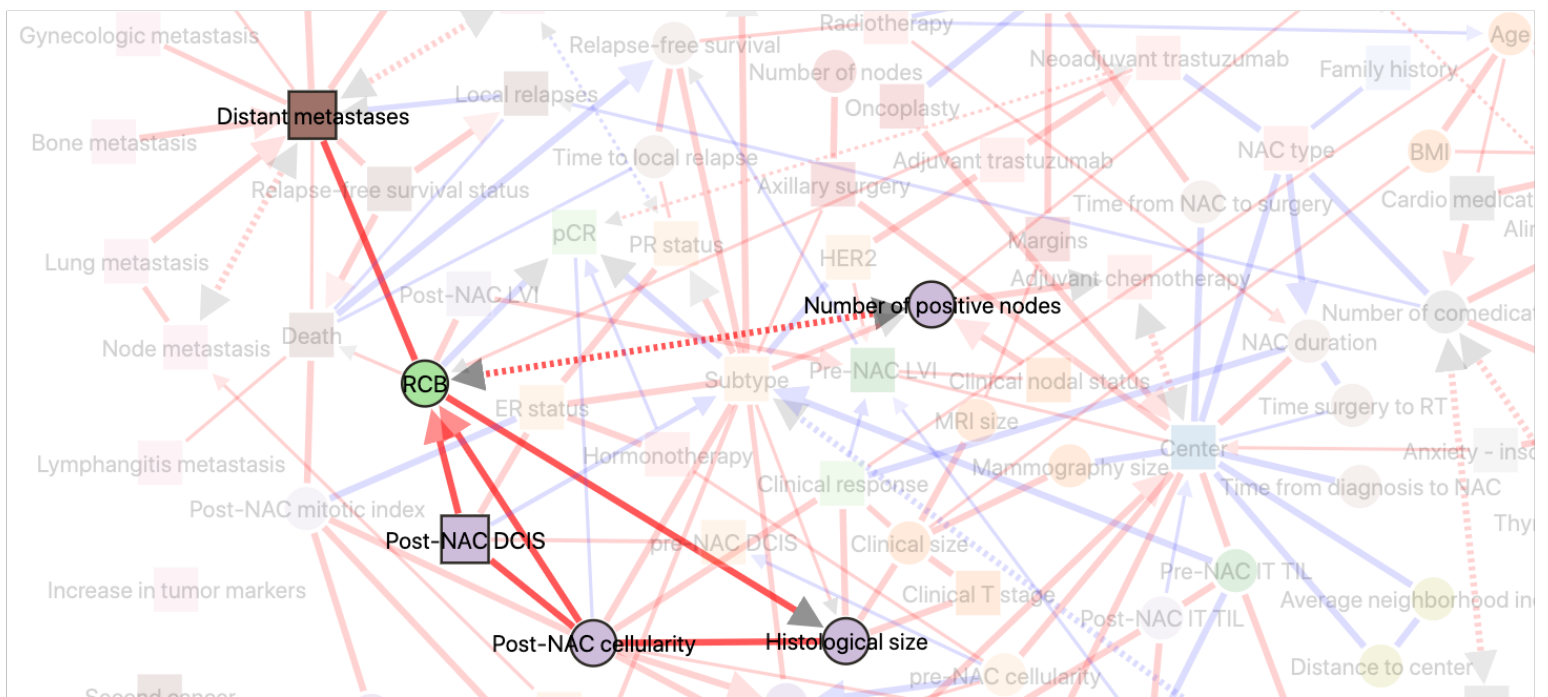 Radiotherapy
Gynecologic metastasis
Relapse-free survival
Age
Neoadjuvant trastuzumab
Family history
Number of nodes
Local relapses
Oncoplasty
Distant metastases
Bone metastasis
Time to local relapse
Adjuvant trastuzumab
NAC type
BMI
Relapse-free survival status
Axillary surgery
Time from NAC to surgery
Cardio medicat
pCR
PR status
Margins
Alir
HER2
Lung metastasis
Adjuvant chemotherapy
Post-NAC LVI
Number of positive nodes
Number of comedicat
Death
Node metastasis
NAC duration
RCB
Subtype
Pre-NAC LVI
Clinical nodal status
ER status
Time surgery to RT
MRI size
Center
Anxiety - inso
Hormonotherapy
Lymphangitis metastasis
Mammography size
Clinical response
Time from diagnosis to NAC
Post-NAC mitotic index
Thyr
Post-NAC DCIS
pre-NAC DCIS
Clinical size
Pre-NAC IT TIL
Increase in tumor markers
Clinical T stage
Average neighborhood in
Post-NAC IT TIL
Post-NAC cellularity
Histological size
Distance to center
pre-NAC cellularity
Second cancer